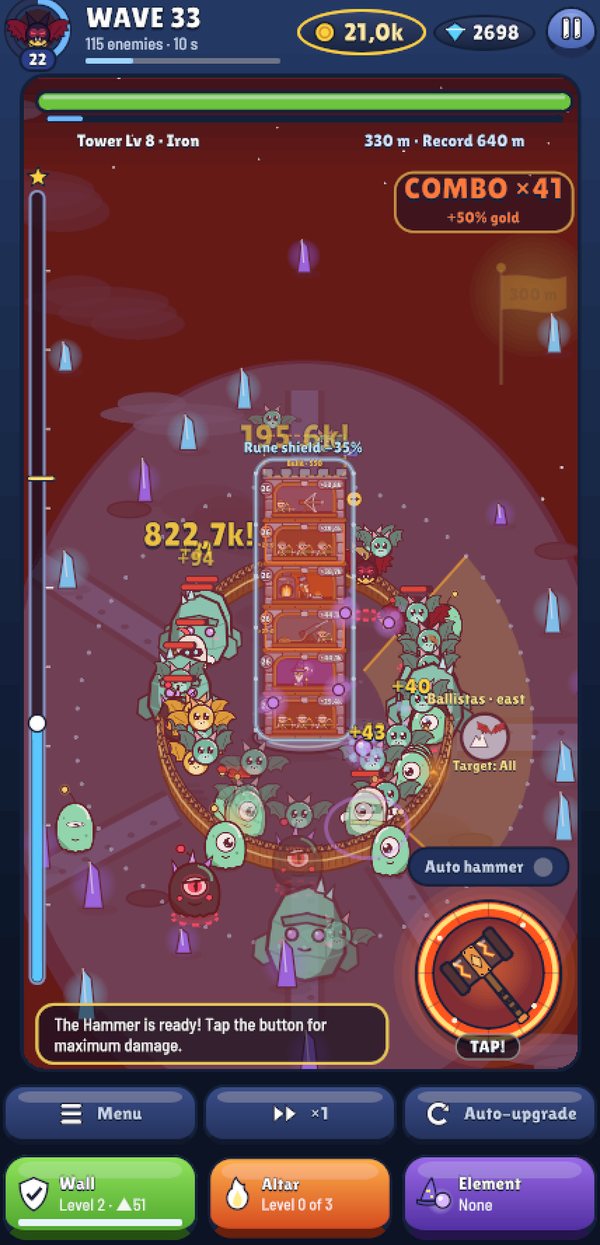 WAVE 33
115 enemies · 10 s
22
21,0k
2698
Tower Lv 8 · Iron
330 m · Record 640 m
COMBO ×41
+50% gold
300 m
195,6k!
Rune shield −35%
822,7k!
+94
+40
Ballistas · east
+43
Target: All
Auto hammer
The Hammer is ready! Tap the button for
maximum damage.
TAP!
Menu
×1
Auto-upgrade
Wall
Level 2 · ▲51
Altar
Level 0 of 3
Element
None